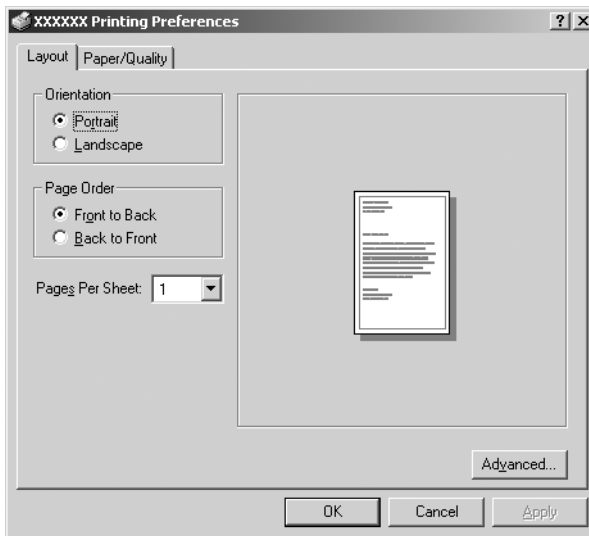 XXXXXX Printing Preferences
Layout Paper/Quality
Orientation
Portrait
Landscape
Page Order
Front to Back
Back to Front
Pages Per Sheet: 1
Advanced...
OK Cancel Apply